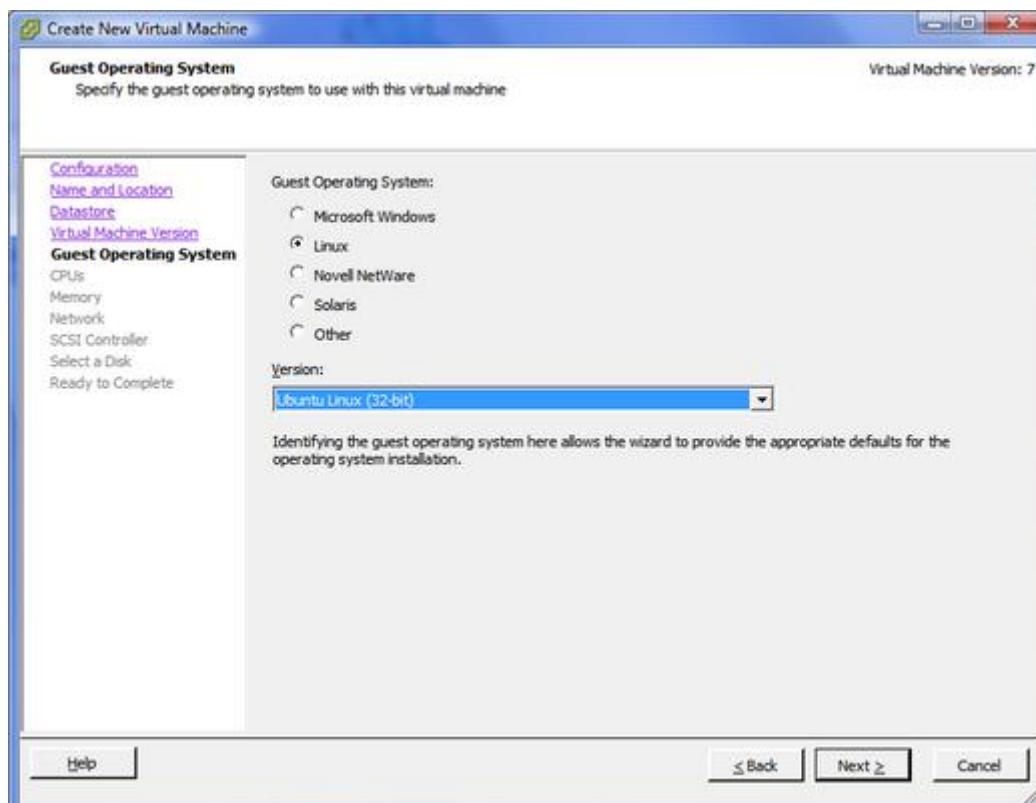 Create New Virtual Machine
Guest Operating System
Virtual Machine Version: 7
Specify the guest operating system to use with this virtual machine
Configuration
Name and Location
Datastore
Virtual Machine Version
Guest Operating System
CPUs
Memory
Network
SCSI Controller
Select a Disk
Ready to Complete
Guest Operating System:
Microsoft Windows
Linux
Novell NetWare
Solaris
Other
Version:
Ubuntu Linux (32-bit)
Identifying the guest operating system here allows the wizard to provide the appropriate defaults for the
operating system installation.
Help
< Back
Next >
Cancel